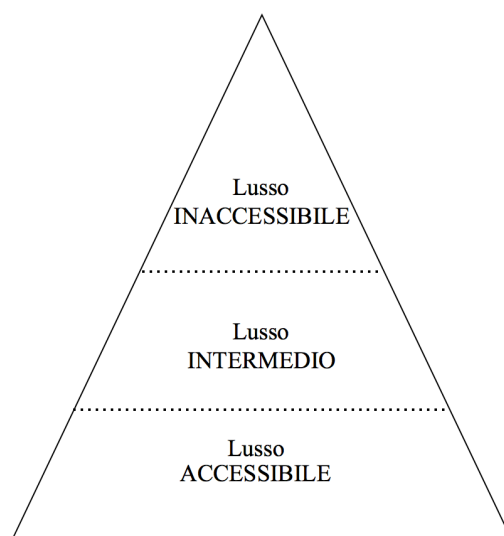 Lusso
INACCESSIBILE
Lusso
INTERMEDIO
Lusso
ACCESSIBILE